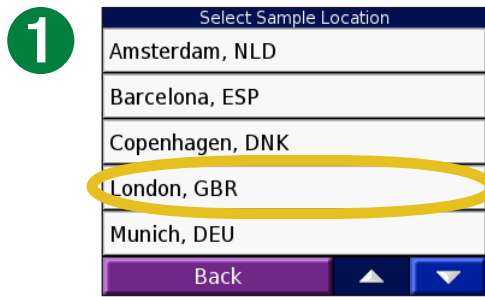 1
Select Sample Location
Amsterdam, NLD
Barcelona, ESP
Copenhagen, DNK
London, GBR
Munich, DEU
Back